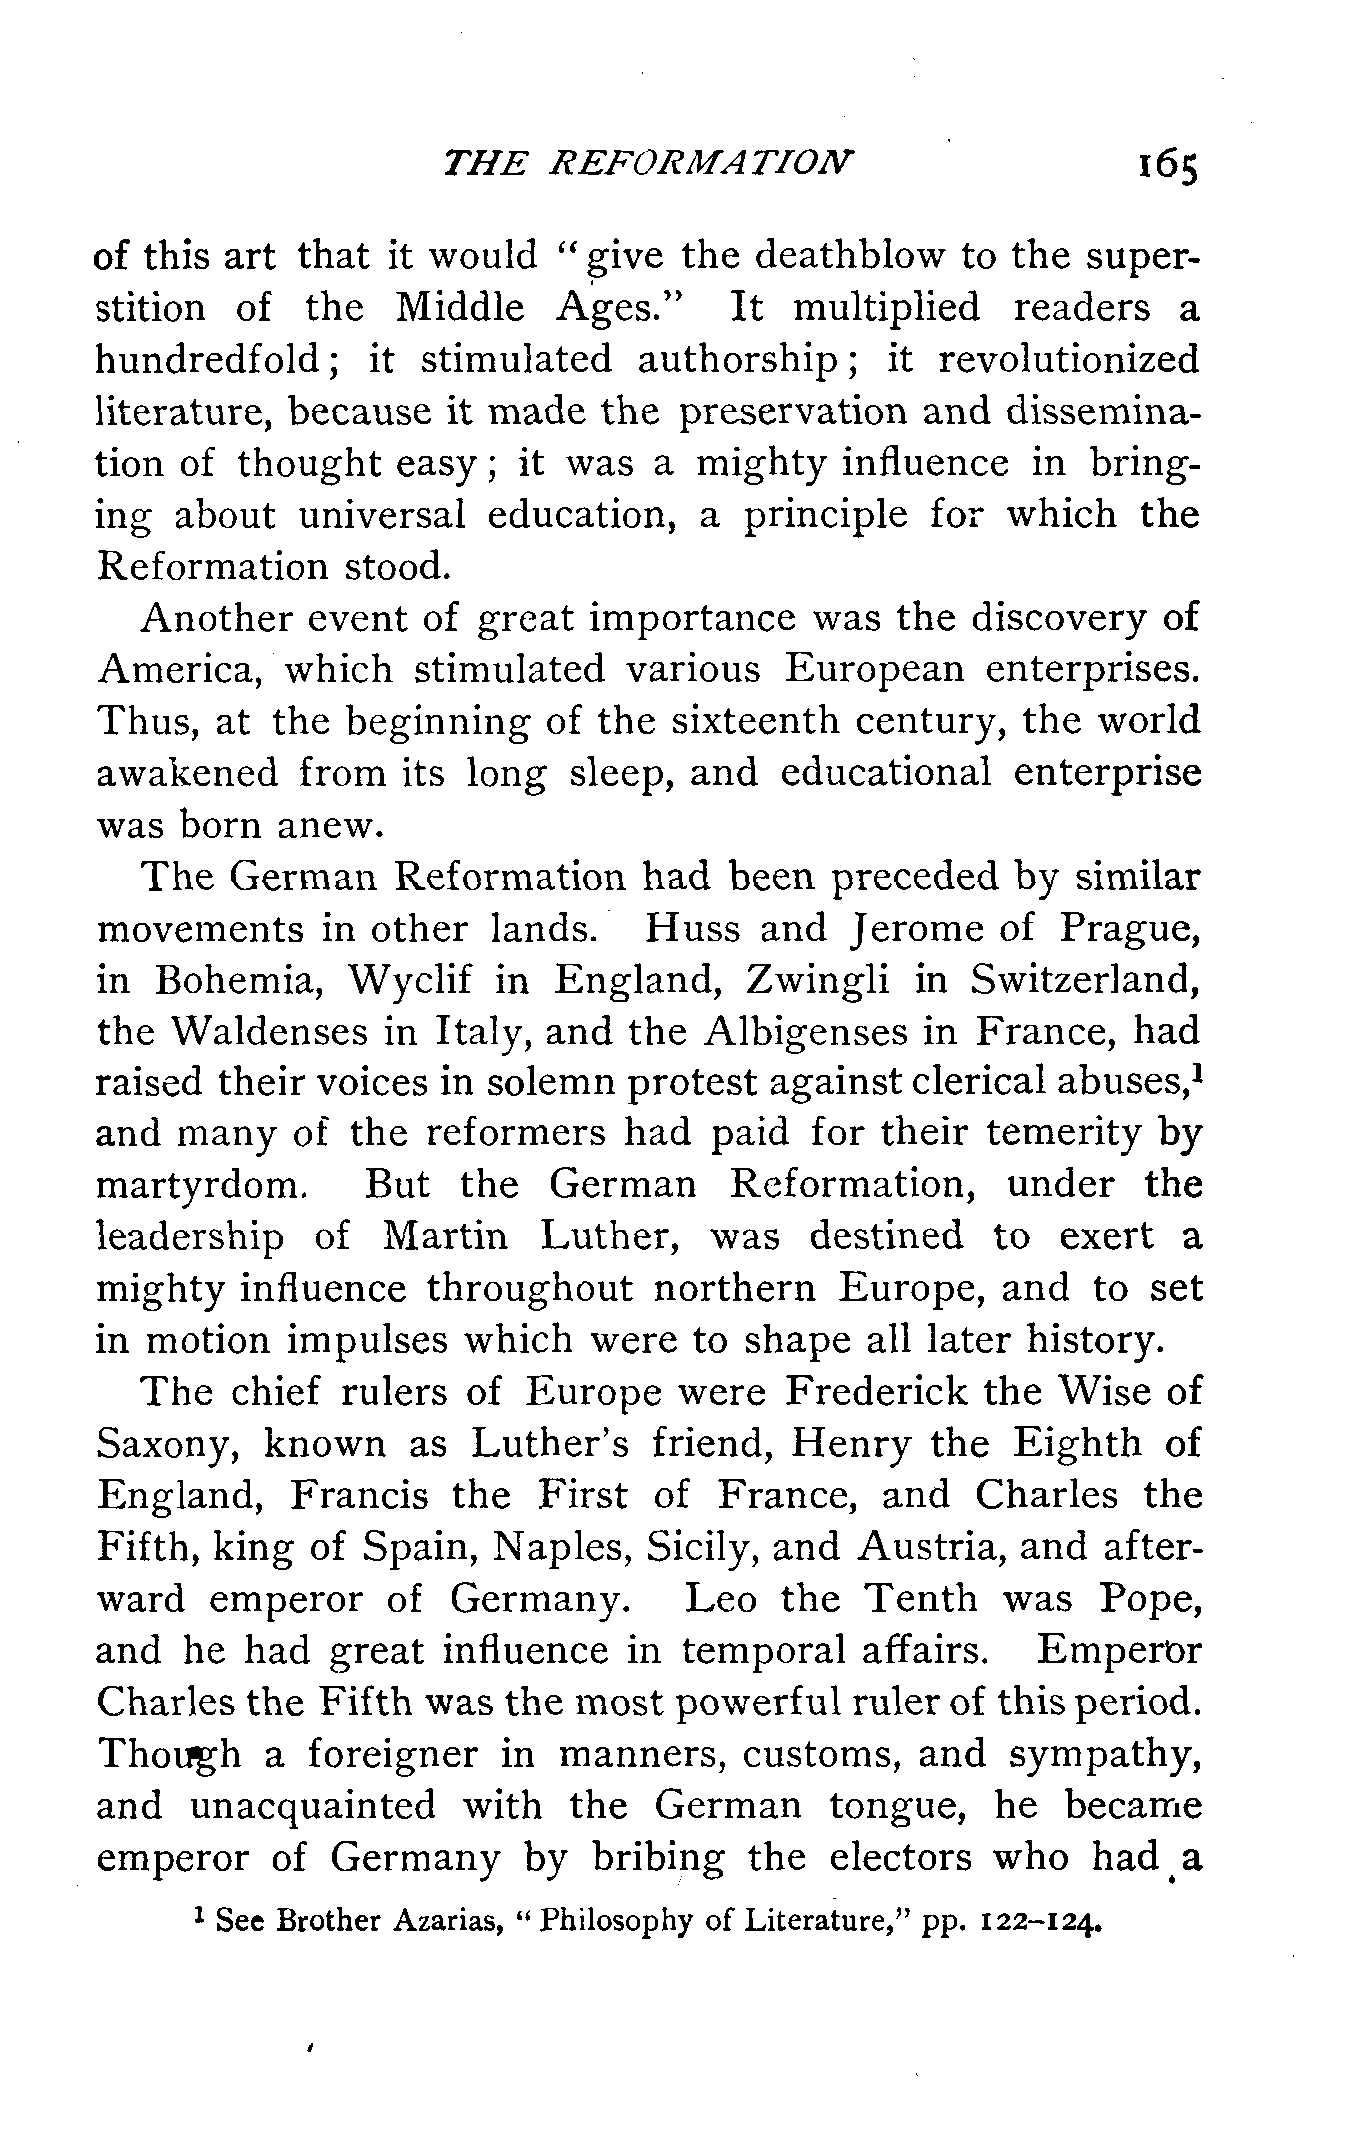 THE REFORMATION 165
of this art that it would “give the deathblow to the super-
stition of the Middle Ages.” It multiplied readers a
hundredfold; it stimulated authorship; it revolutionized
literature, because it made the preservation and dissemina-
tion of thought easy; it was a mighty influence in bring-
ing about universal education, a principle for which the
Reformation stood.
Another event of great importance was the discovery of
America, which stimulated various European enterprises.
Thus, at the beginning of the sixteenth century, the world
awakened from its long sleep, and educational enterprise
was born anew.
The German Reformation had been preceded by similar
movements in other lands. Huss and Jerome of Prague,
in Bohemia, Wyclif in England, Zwingli in Switzerland,
the Waldenses in Italy, and the Albigenses in France, had
raised their voices in solemn protest against clerical abuses,¹
and many of the reformers had paid for their temerity by
martyrdom. But the German Reformation, under the
leadership of Martin Luther, was destined to exert a
mighty influence throughout northern Europe, and to set
in motion impulses which were to shape all later history.
The chief rulers of Europe were Frederick the Wise of
Saxony, known as Luther’s friend, Henry the Eighth of
England, Francis the First of France, and Charles the
Fifth, king of Spain, Naples, Sicily, and Austria, and after-
ward emperor of Germany. Leo the Tenth was Pope,
and he had great influence in temporal affairs. Emperor
Charles the Fifth was the most powerful ruler of this period.
Though a foreigner in manners, customs, and sympathy,
and unacquainted with the German tongue, he became
emperor of Germany by bribing the electors who had a
¹ See Brother Azarias, “Philosophy of Literature,” pp. 122–124.